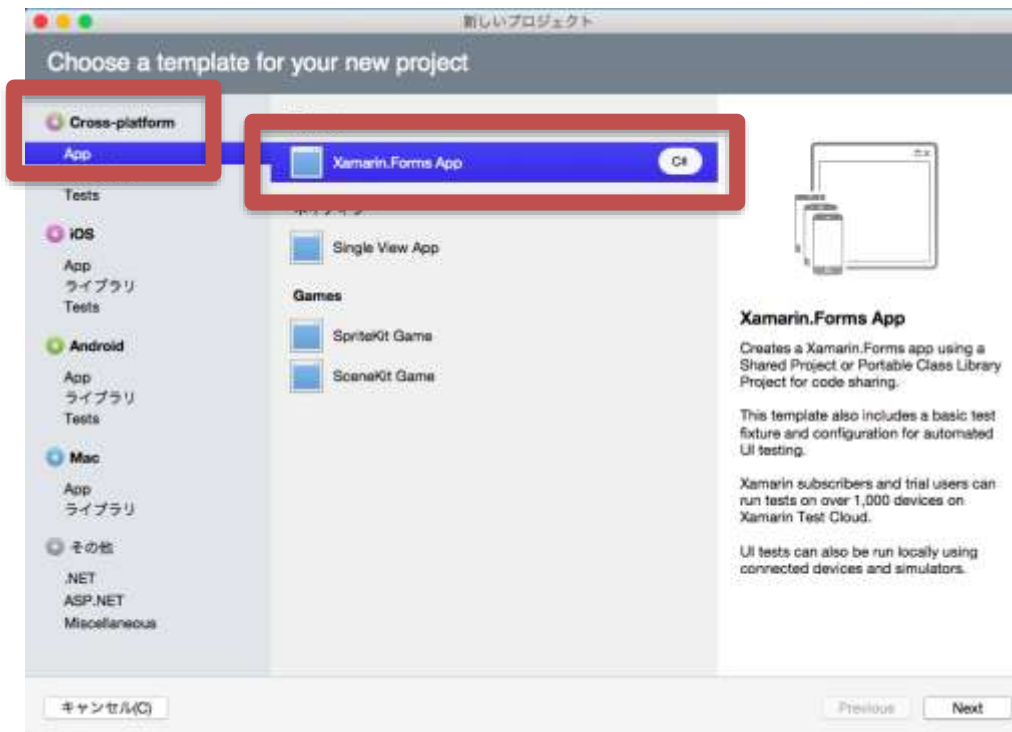 新しいプロジェクト
Choose a template for your new project
Cross-platform
App
Tests
iOS
App
ライブラリ
Tests
Android
App
ライブラリ
Tests
Mac
App
ライブラリ
その他
.NET
ASP.NET
Miscellaneous
Xamarin.Forms App
C#
Single View App
Games
SpriteKit Game
SceneKit Game
Xamarin.Forms App
Creates a Xamarin.Forms app using a
Shared Project or Portable Class Library
Project for code sharing.
This template also includes a basic test
fixture and configuration for automated
UI testing.
Xamarin subscribers and trial users can
run tests on over 1,000 devices on
Xamarin Test Cloud.
UI tests can also be run locally using
connected devices and simulators.
キャンセル(C)
Previous
Next